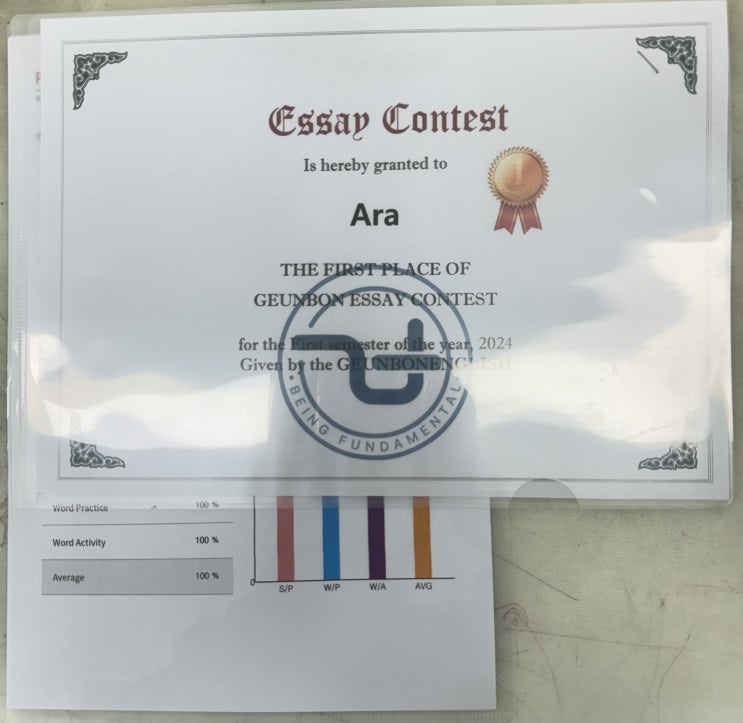 Essay Contest
Is hereby granted to
1
Ara
THE FIRST PLACE OF
GEUNBON ESSAY CONTEST
for the First semester of the year, 2024
Given by the GEUNBONENGLISH
BEING FUNDAMENTAL
Word Practice 100 %
Word Activity 100 %
Average 100 %
0
S/P W/P W/A AVG